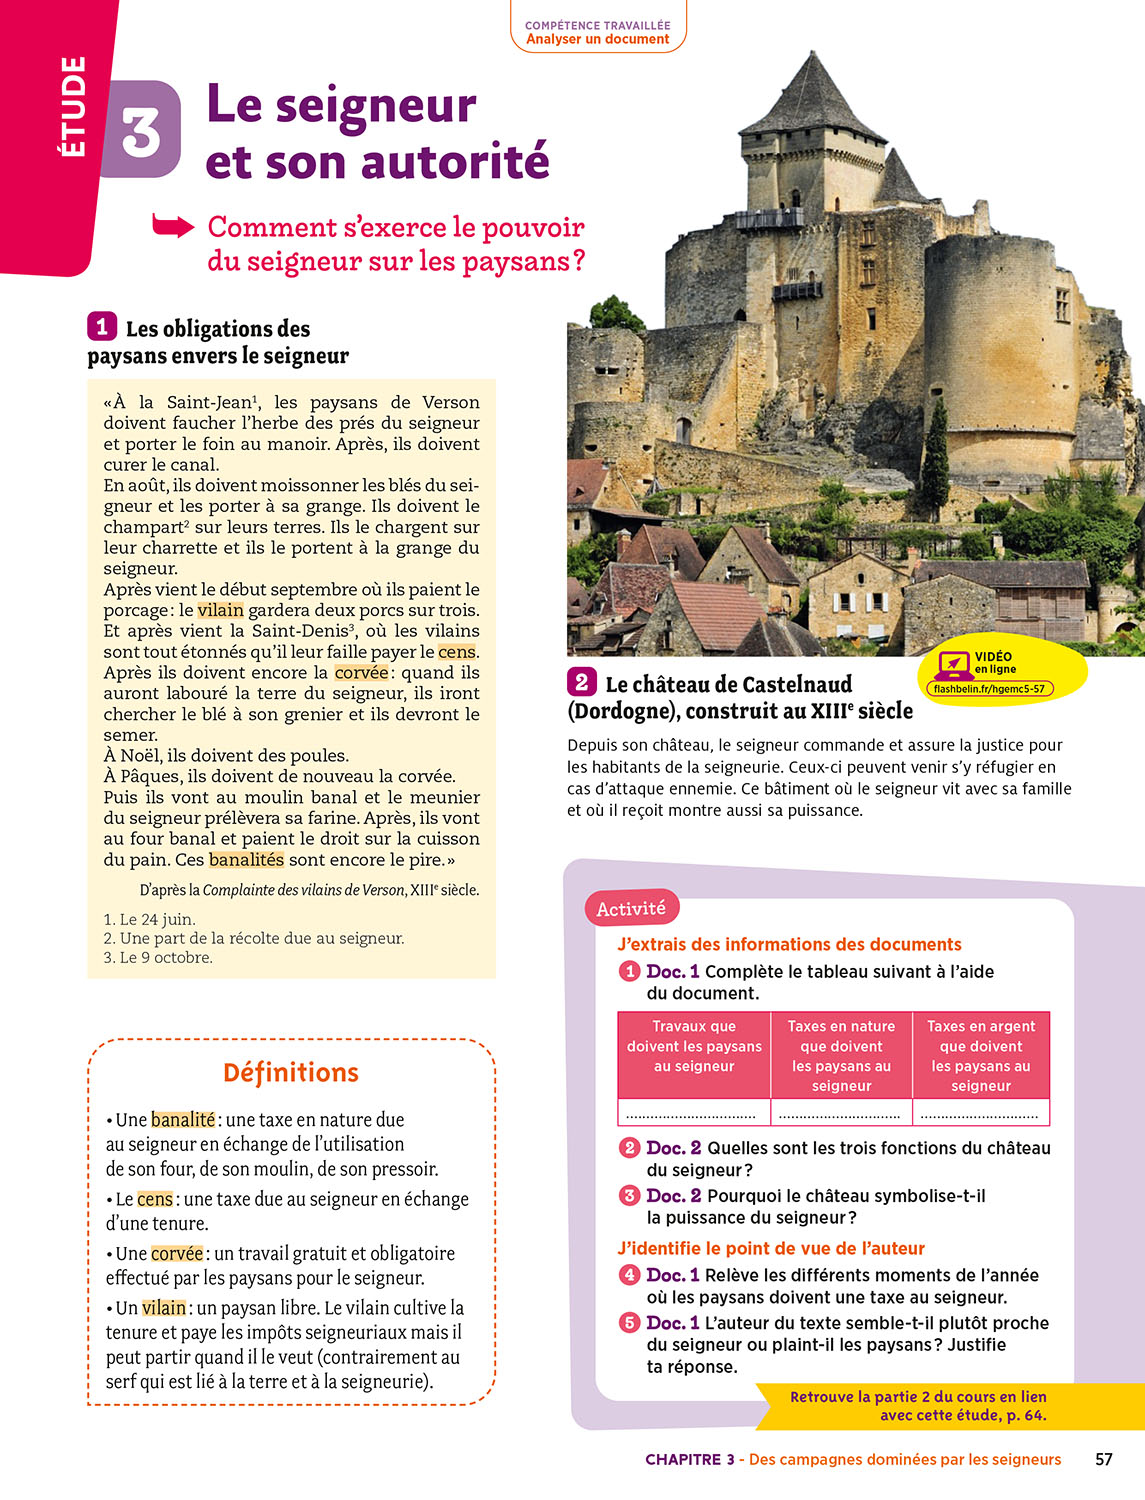 COMPÉTENCE TRAVAILLÉE
Analyser un document
ÉTUDE
3
Le seigneur
et son autorité
Comment s'exerce le pouvoir
du seigneur sur les paysans ?
1 Les obligations des
paysans envers le seigneur
« À la Saint-Jean¹, les paysans de Verson
doivent faucher l'herbe des prés du seigneur
et porter le foin au manoir. Après, ils doivent
curer le canal.
En août, ils doivent moissonner les blés du sei-
gneur et les porter à sa grange. Ils doivent le
champart² sur leurs terres. Ils le chargent sur
leur charrette et ils le portent à la grange du
seigneur.
Après vient le début septembre où ils paient le
porcage : le vilain gardera deux porcs sur trois.
Et après vient la Saint-Denis³, où les vilains
sont tout étonnés qu'il leur faille payer le cens.
Après ils doivent encore la corvée : quand ils
auront labouré la terre du seigneur, ils iront
chercher le blé à son grenier et ils devront le
semer.
À Noël, ils doivent des poules.
À Pâques, ils doivent de nouveau la corvée.
Puis ils vont au moulin banal et le meunier
du seigneur prélèvera sa farine. Après, ils vont
au four banal et paient le droit sur la cuisson
du pain. Ces banalités sont encore le pire. »
D'après la Complainte des vilains de Verson, XIIIe siècle.
1. Le 24 juin.
2. Une part de la récolte due au seigneur.
3. Le 9 octobre.
Définitions
• Une banalité : une taxe en nature due
au seigneur en échange de l'utilisation
de son four, de son moulin, de son pressoir.
• Le cens : une taxe due au seigneur en échange
d'une tenure.
• Une corvée : un travail gratuit et obligatoire
effectué par les paysans pour le seigneur.
• Un vilain : un paysan libre. Le vilain cultive la
tenure et paye les impôts seigneuriaux mais il
peut partir quand il le veut (contrairement au
serf qui est lié à la terre et à la seigneurie).
VIDÉO
en ligne
flashbelin.fr/hgemc5-57
2 Le château de Castelnaud
(Dordogne), construit au XIIIe siècle
Depuis son château, le seigneur commande et assure la justice pour
les habitants de la seigneurie. Ceux-ci peuvent venir s'y réfugier en
cas d'attaque ennemie. Ce bâtiment où le seigneur vit avec sa famille
et où il reçoit montre aussi sa puissance.
Activité
J'extrais des informations des documents
1 Doc. 1 Complète le tableau suivant à l'aide
du document.
Travaux que
doivent les paysans
au seigneur
Taxes en nature
que doivent
les paysans au
seigneur
Taxes en argent
que doivent
les paysans au
seigneur
................................ .............................. .............................
2 Doc. 2 Quelles sont les trois fonctions du château
du seigneur ?
3 Doc. 2 Pourquoi le château symbolise-t-il
la puissance du seigneur ?
J'identifie le point de vue de l'auteur
4 Doc. 1 Relève les différents moments de l'année
où les paysans doivent une taxe au seigneur.
5 Doc. 1 L'auteur du texte semble-t-il plutôt proche
du seigneur ou plaint-il les paysans ? Justifie
ta réponse.
Retrouve la partie 2 du cours en lien
avec cette étude, p. 64.
CHAPITRE 3 - Des campagnes dominées par les seigneurs 57